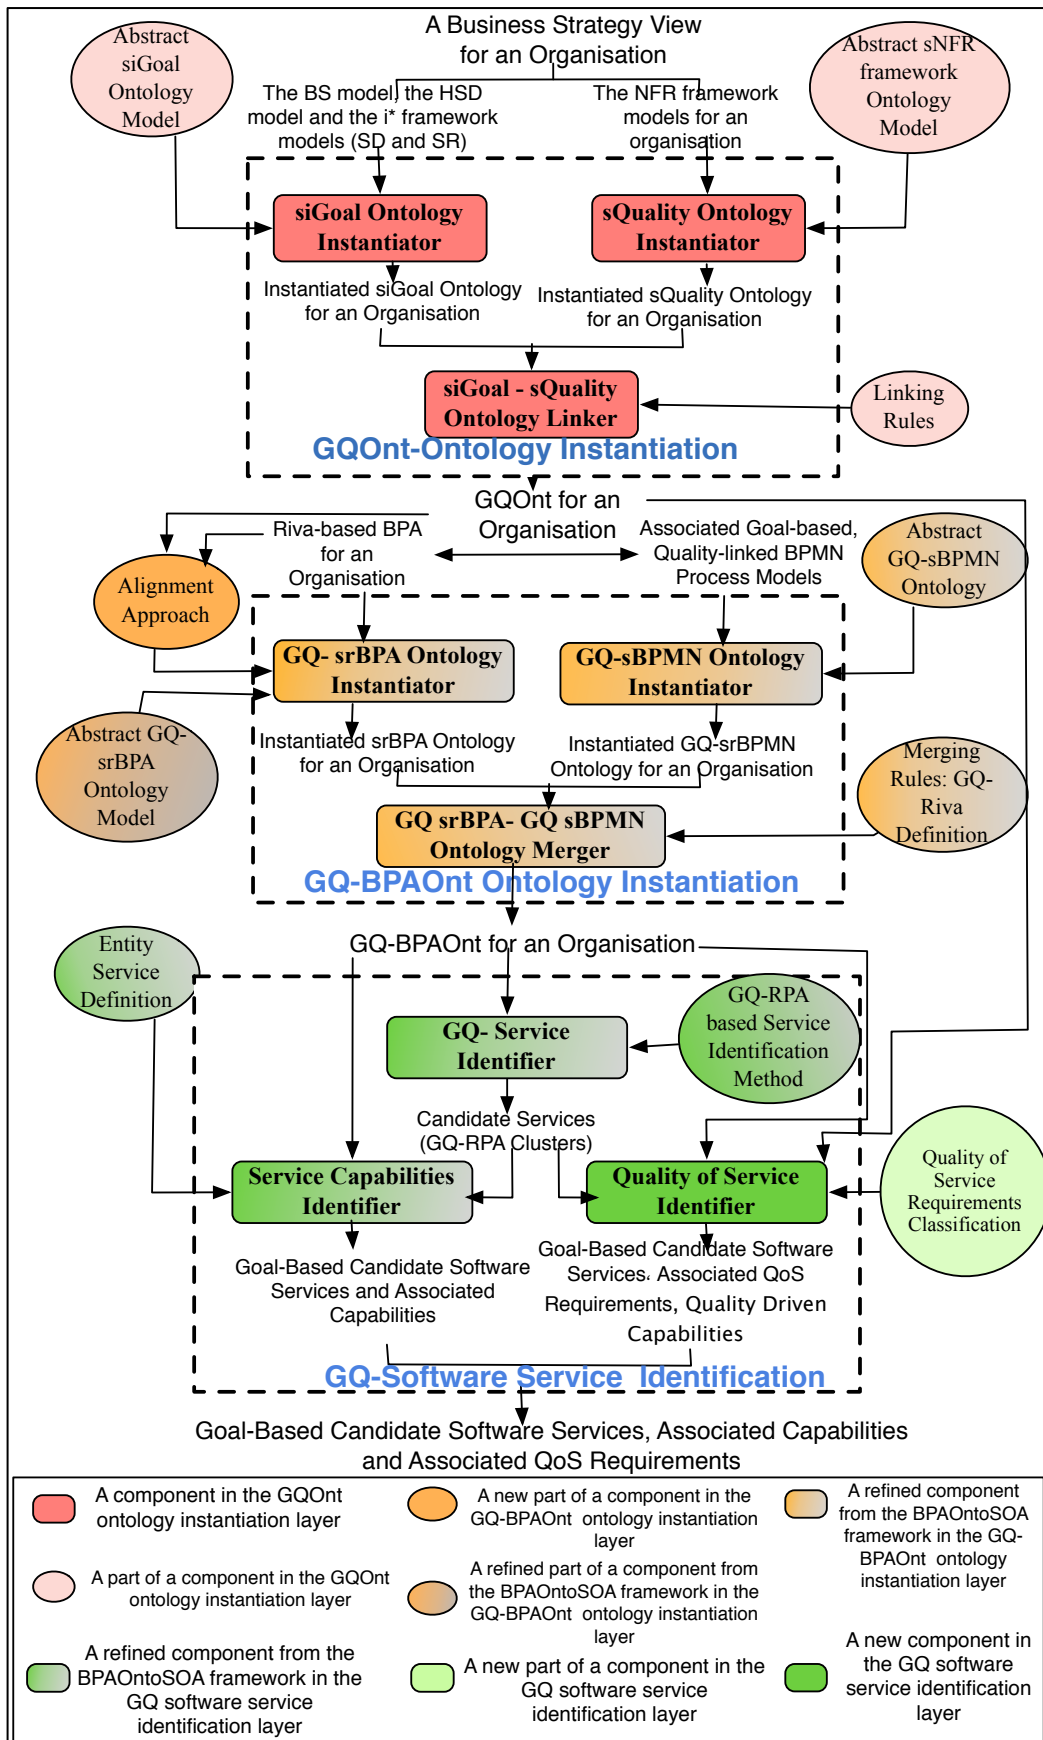 A Business Strategy View
for an Organisation
Abstract
siGoal
Ontology
Model
Abstract sNFR
framework
Ontology
Model
The BS model, the HSD
model and the i* framework
models (SD and SR)
The NFR framework
models for an
organisation
siGoal Ontology
Instantiator
sQuality Ontology
Instantiator
Instantiated siGoal Ontology
for an Organisation
Instantiated sQuality Ontology
for an Organisation
siGoal - sQuality
Ontology Linker
Linking
Rules
GQOnt-Ontology Instantiation
GQOnt for an
Organisation
Riva-based BPA
for an
Organisation
Associated Goal-based,
Quality-linked BPMN
Process Models
Abstract
GQ-sBPMN
Ontology
Alignment
Approach
GQ- srBPA Ontology
Instantiator
GQ-sBPMN Ontology
Instantiator
Abstract GQ-
srBPA
Ontology
Model
Instantiated srBPA Ontology
for an Organisation
Instantiated GQ-srBPMN
Ontology for an Organisation
Merging
Rules: GQ-
Riva
Definition
GQ srBPA- GQ sBPMN
Ontology Merger
GQ-BPAOnt Ontology Instantiation
GQ-BPAOnt for an Organisation
Entity
Service
Definition
GQ-RPA
based Service
Identification
Method
GQ- Service
Identifier
Candidate Services
(GQ-RPA Clusters)
Service Capabilities
Identifier
Quality of Service
Identifier
Quality of
Service
Requirements
Classification
Goal-Based Candidate Software
Services and Associated
Capabilities
Goal-Based Candidate Software
Services, Associated QoS
Requirements, Quality Driven
Capabilities
GQ-Software Service Identification
Goal-Based Candidate Software Services, Associated Capabilities
and Associated QoS Requirements
A component in the GQOnt
ontology instantiation layer
A new part of a component in the
GQ-BPAOnt ontology instantiation
layer
A refined component
from the BPAOntoSOA
framework in the GQ-
BPAOnt ontology
instantiation layer
A part of a component in the GQOnt
ontology instantiation layer
A refined part of a component from
the BPAOntoSOA framework in the
GQ-BPAOnt ontology instantiation
layer
A refined component from the
BPAOntoSOA framework in the
GQ software service
identification layer
A new part of a component in the
GQ software service
identification layer
A new component in
the GQ software
service identification
layer